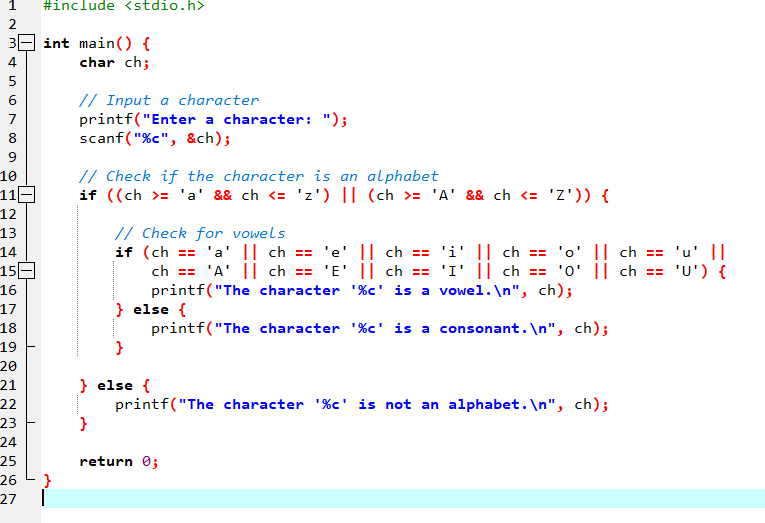 1 #include <stdio.h>
2
3 int main() {
4     char ch;
5
6     // Input a character
7     printf("Enter a character: ");
8     scanf("%c", &ch);
9
10     // Check if the character is an alphabet
11     if ((ch >= 'a' && ch <= 'z') || (ch >= 'A' && ch <= 'Z')) {
12
13         // Check for vowels
14         if (ch == 'a' || ch == 'e' || ch == 'i' || ch == 'o' || ch == 'u' ||
15             ch == 'A' || ch == 'E' || ch == 'I' || ch == 'O' || ch == 'U') {
16             printf("The character '%c' is a vowel.\n", ch);
17         } else {
18             printf("The character '%c' is a consonant.\n", ch);
19         }
20
21     } else {
22         printf("The character '%c' is not an alphabet.\n", ch);
23     }
24
25     return 0;
26 }
27